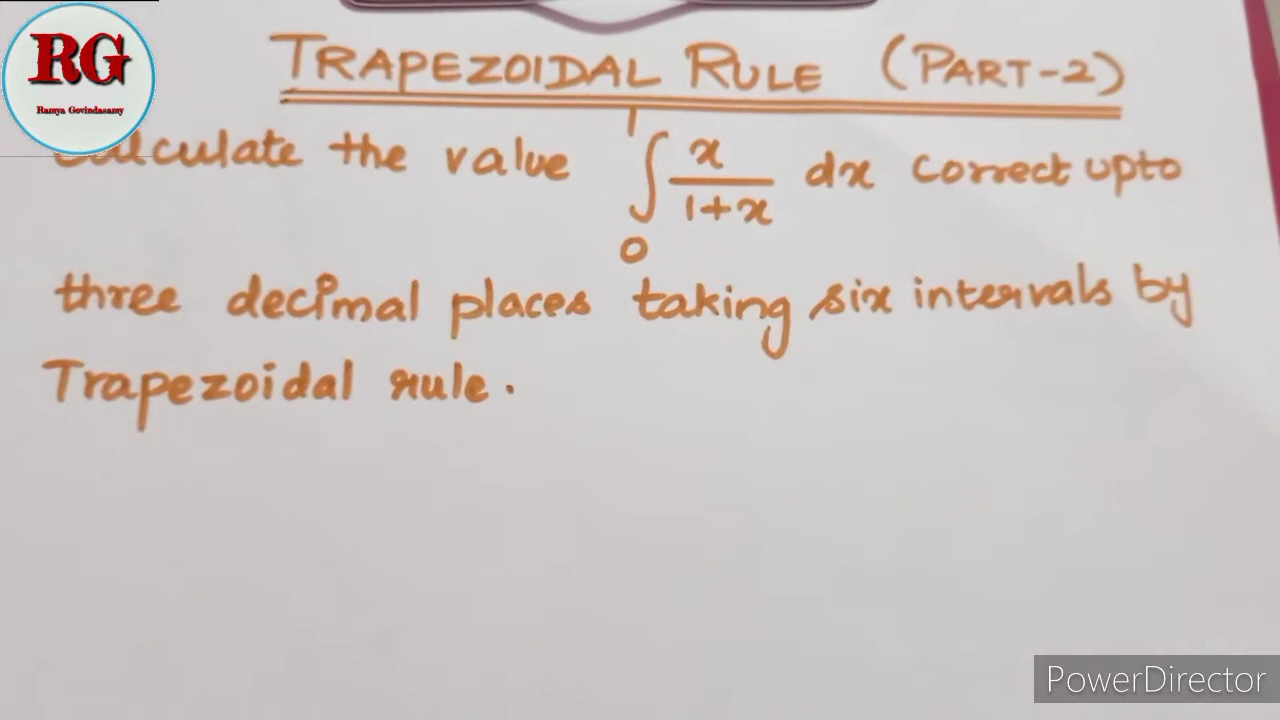 RG
Ramya Govindasamy
TRAPEZOIDAL RULE (PART-2)
Calculate the value ∫₀¹ x/(1+x) dx correct upto
three decimal places taking six intervals by
Trapezoidal rule.
PowerDirector